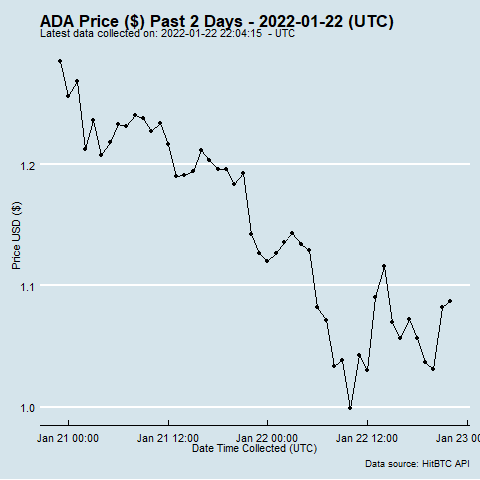 ADA Price ($) Past 2 Days - 2022-01-22 (UTC)
Latest data collected on: 2022-01-22 22:04:15 - UTC
Price USD ($)
1.2
1.1
1.0
Jan 21 00:00 Jan 21 12:00 Jan 22 00:00 Jan 22 12:00 Jan 23 0
Date Time Collected (UTC)
Data source: HitBTC API